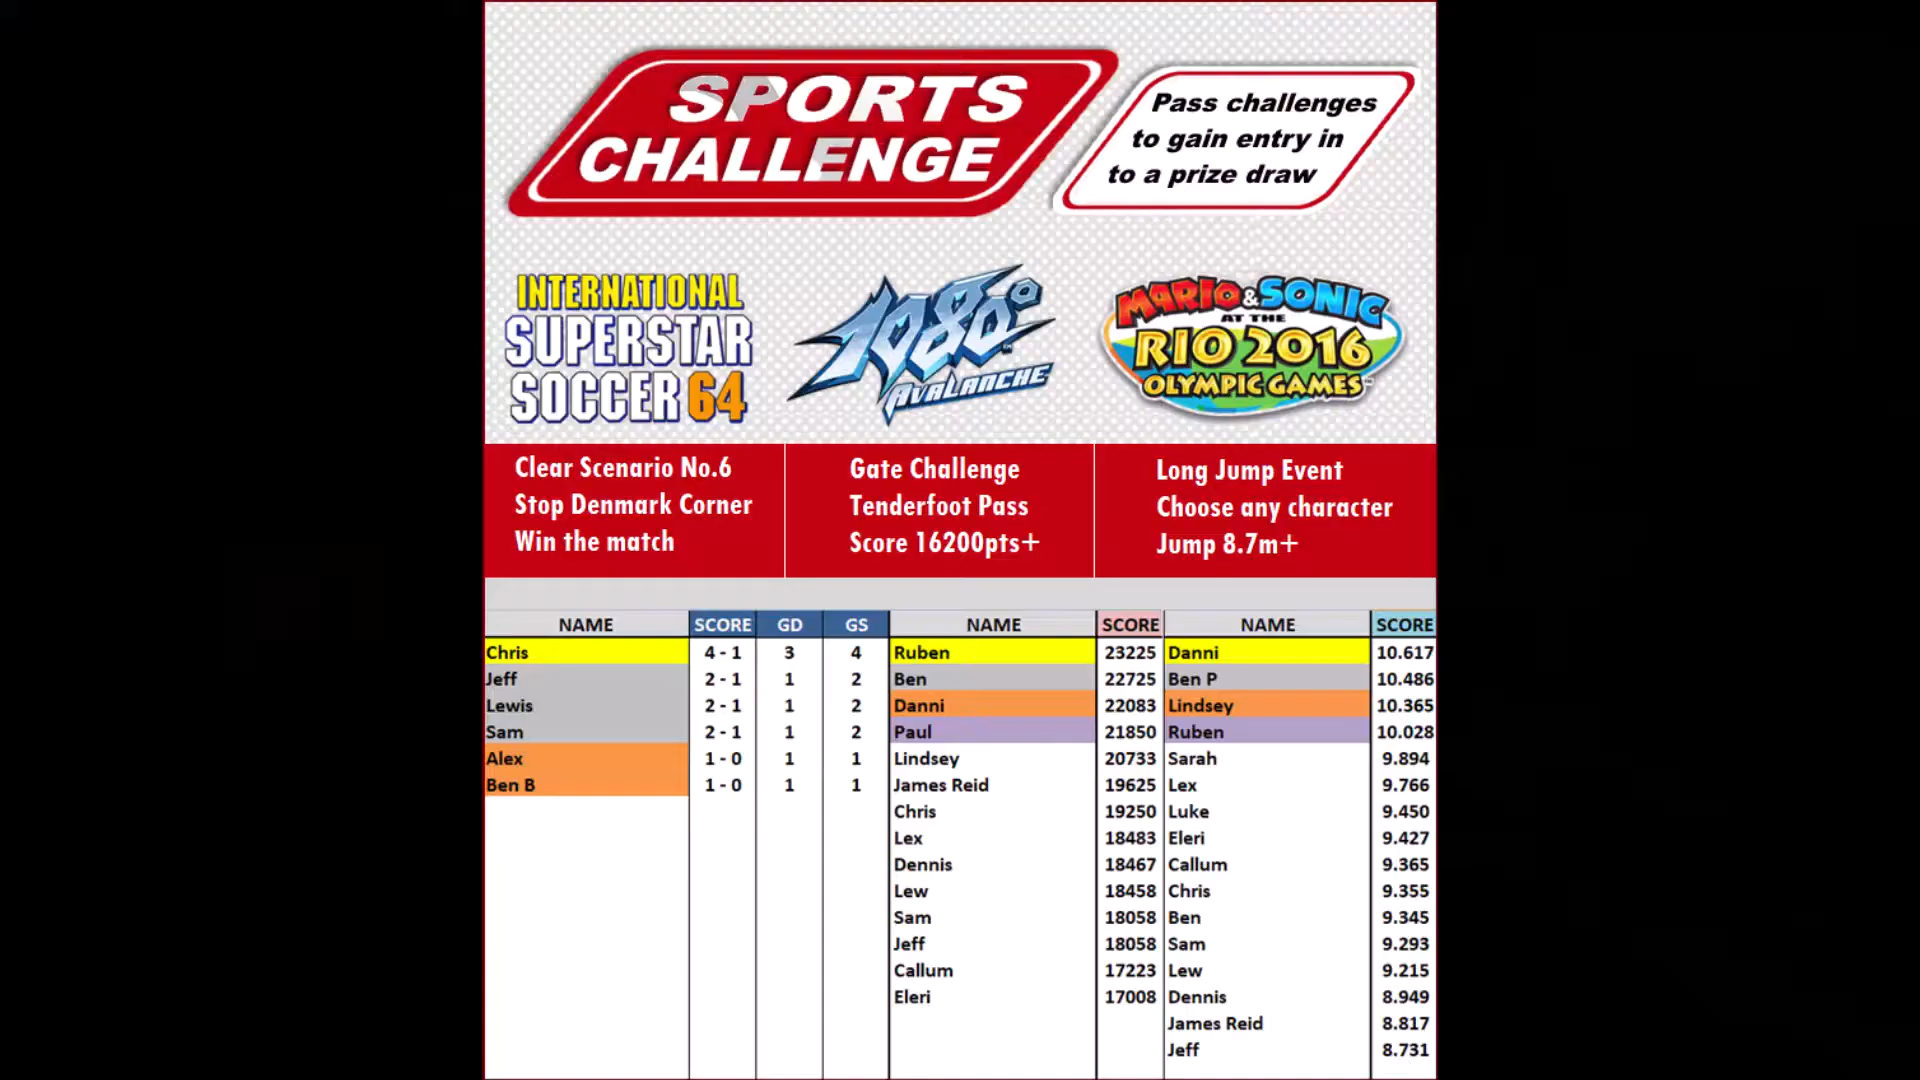 SPORTS
CHALLENGE
Pass challenges
to gain entry in
to a prize draw
INTERNATIONAL
SUPERSTAR
SOCCER 64
1080°
AVALANCHE
MARIO & SONIC
AT THE
RIO 2016
OLYMPIC GAMES™
Clear Scenario No.6
Stop Denmark Corner
Win the match
Gate Challenge
Tenderfoot Pass
Score 16200pts+
Long Jump Event
Choose any character
Jump 8.7m+
NAME SCORE GD GS NAME SCORE NAME SCORE
Chris 4 - 1 3 4 Ruben 23225 Danni 10.617
Jeff 2 - 1 1 2 Ben 22725 Ben P 10.486
Lewis 2 - 1 1 2 Danni 22083 Lindsey 10.365
Sam 2 - 1 1 2 Paul 21850 Ruben 10.028
Alex 1 - 0 1 1 Lindsey 20733 Sarah 9.894
Ben B 1 - 0 1 1 James Reid 19625 Lex 9.766
Chris 19250 Luke 9.450
Lex 18483 Eleri 9.427
Dennis 18467 Callum 9.365
Lew 18458 Chris 9.355
Sam 18058 Ben 9.345
Jeff 18058 Sam 9.293
Callum 17223 Lew 9.215
Eleri 17008 Dennis 8.949
James Reid 8.817
Jeff 8.731